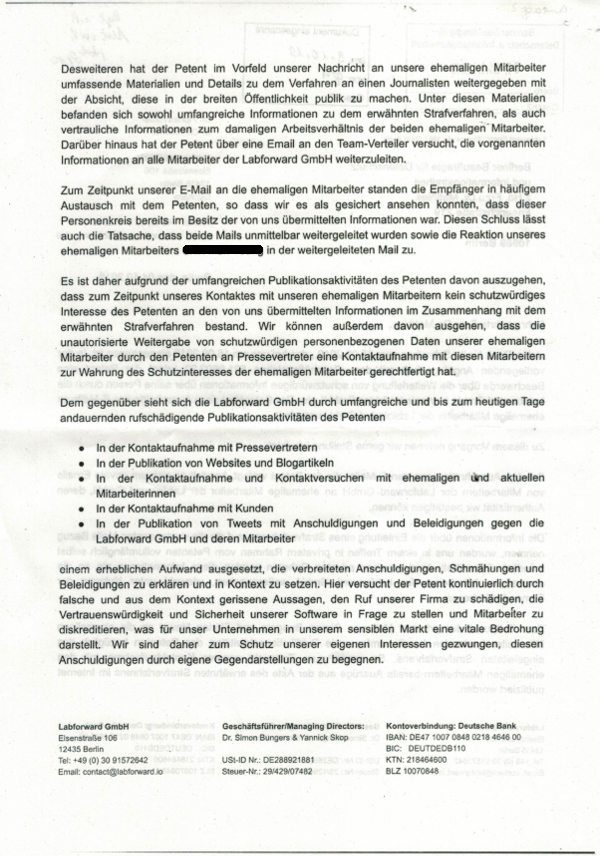 Desweiteren hat der Petent im Vorfeld unserer Nachricht an unsere ehemaligen Mitarbeiter
umfassende Materialien und Details zu dem Verfahren an einen Journalisten weitergegeben mit
der Absicht, diese in der breiten Öffentlichkeit publik zu machen. Unter diesen Materialien
befanden sich sowohl umfangreiche Informationen zu dem erwähnten Strafverfahren, als auch
vertrauliche Informationen zum damaligen Arbeitsverhältnis der beiden ehemaligen Mitarbeiter.
Darüber hinaus hat der Petent über eine Email an den Team-Verteiler versucht, die vorgenannten
Informationen an alle Mitarbeiter der Labforward GmbH weiterzuleiten.
Zum Zeitpunkt unserer E-Mail an die ehemaligen Mitarbeiter standen die Empfänger in häufigem
Austausch mit dem Petenten, so dass wir es als gesichert ansehen konnten, dass dieser
Personenkreis bereits im Besitz der von uns übermittelten Informationen war. Diesen Schluss lässt
auch die Tatsache, dass beide Mails unmittelbar weitergeleitet wurden sowie die Reaktion unseres
ehemaligen Mitarbeiters in der weitergeleiteten Mail zu.
Es ist daher aufgrund der umfangreichen Publikationsaktivitäten des Petenten davon auszugehen,
dass zum Zeitpunkt unseres Kontaktes mit unseren ehemaligen Mitarbeitern kein schutzwürdiges
Interesse des Petenten an den von uns übermittelten Informationen im Zusammenhang mit dem
erwähnten Strafverfahren bestand. Wir können außerdem davon ausgehen, dass die
unautorisierte Weitergabe von schutzwürdigen personenbezogenen Daten unserer ehemaligen
Mitarbeiter durch den Petenten an Pressevertreter eine Kontaktaufnahme mit diesen Mitarbeitern
zur Wahrung des Schutzinteresses der ehemaligen Mitarbeiter gerechtfertigt hat.
Dem gegenüber sieht sich die Labforward GmbH durch umfangreiche und bis zum heutigen Tage
andauernden rufschädigende Publikationsaktivitäten des Petenten
● In der Kontaktaufnahme mit Pressevertretern
● In der Publikation von Websites und Blogartikeln
● In der Kontaktaufnahme und Kontaktversuchen mit ehemaligen und aktuellen
Mitarbeiterinnen
● In der Kontaktaufnahme mit Kunden
● In der Publikation von Tweets mit Anschuldigungen und Beleidigungen gegen die
Labforward GmbH und deren Mitarbeiter
einem erheblichen Aufwand ausgesetzt, die verbreiteten Anschuldigungen, Schmähungen und
Beleidigungen zu erklären und in Kontext zu setzen. Hier versucht der Petent kontinuierlich durch
falsche und aus dem Kontext gerissene Aussagen, den Ruf unserer Firma zu schädigen, die
Vertrauenswürdigkeit und Sicherheit unserer Software in Frage zu stellen und Mitarbeiter zu
diskreditieren, was für unser Unternehmen in unserem sensiblen Markt eine vitale Bedrohung
darstellt. Wir sind daher zum Schutz unserer eigenen Interessen gezwungen, diesen
Anschuldigungen durch eigene Gegendarstellungen zu begegnen.
Labforward GmbH
Elsenstraße 106
12435 Berlin
Tel: +49 (0) 30 91572642
Email: contact@labforward.io
Geschäftsführer/Managing Directors:
Dr. Simon Bungers & Yannick Skop
USt-ID Nr.: DE288921881
Steuer-Nr.: 29/429/07482
Kontoverbindung: Deutsche Bank
IBAN: DE47 1007 0848 0218 4646 00
BIC: DEUTDEDB110
KTN: 218464600
BLZ 10070848